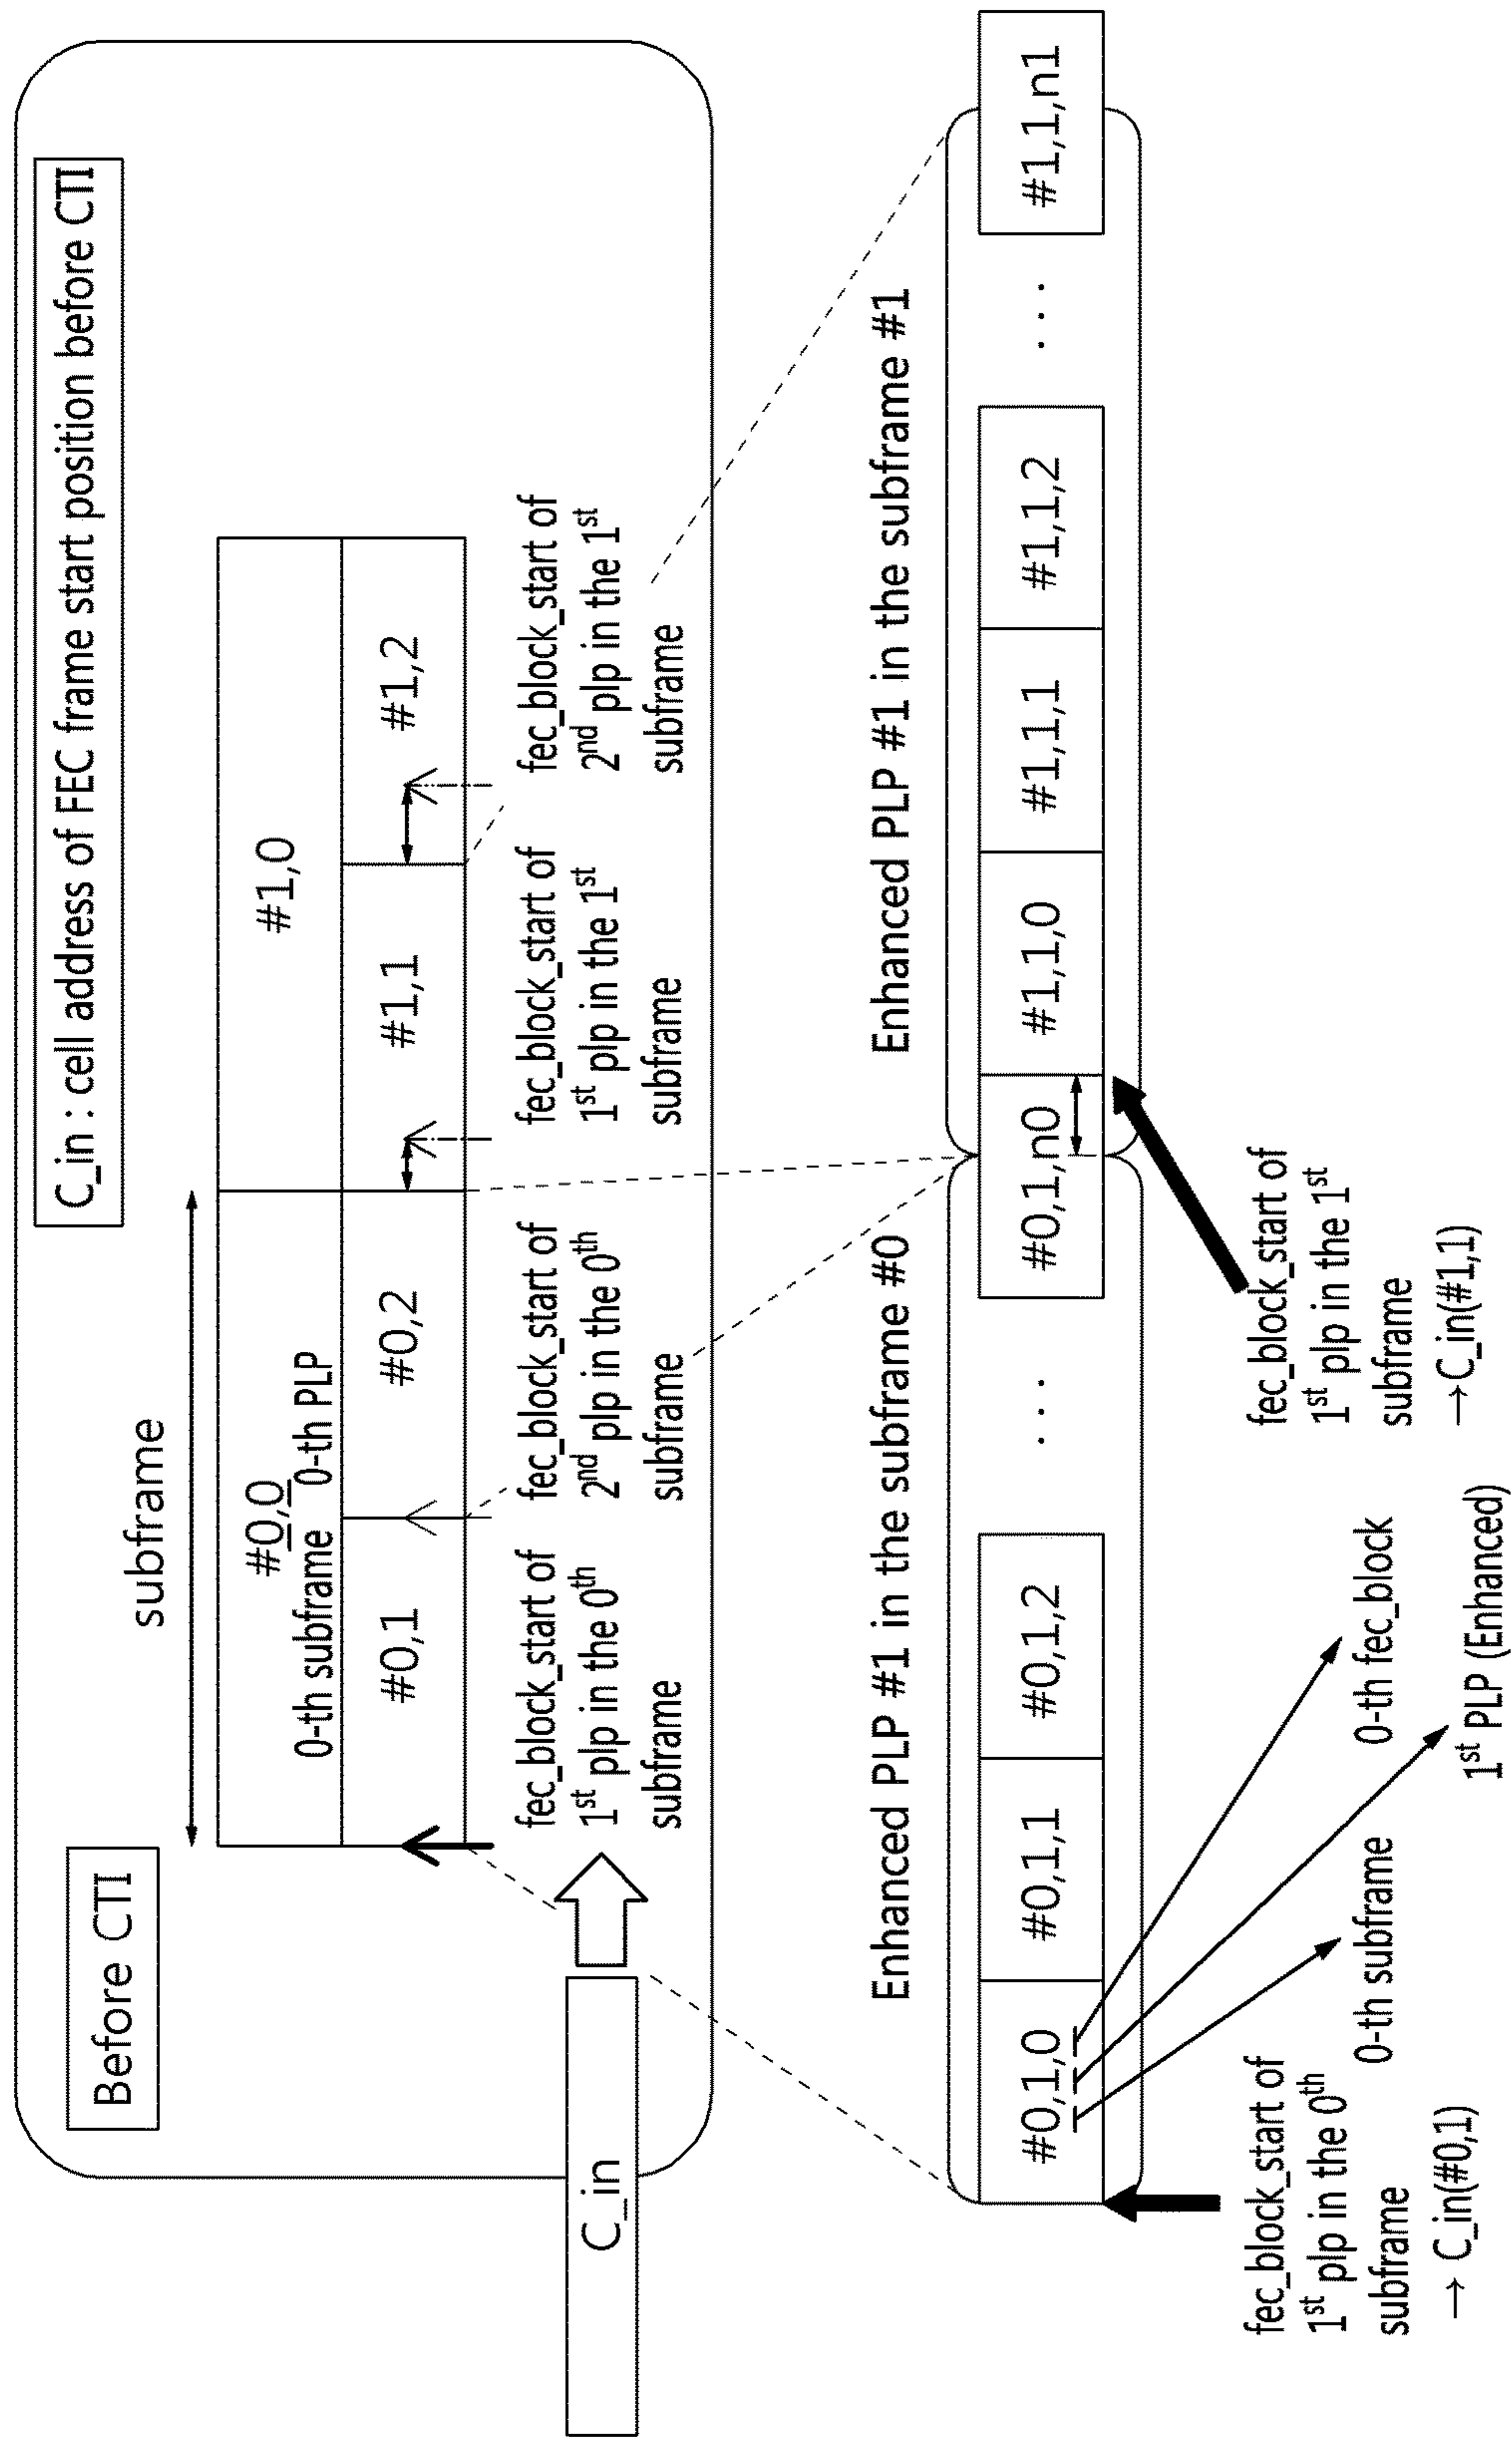 Before CTI
C_in : cell address of FEC frame start position before CTI
subframe
#0,0
0-th subframe 0-th PLP
#1,0
#0,1
#0,2
#1,1
#1,2
fec_block_start of
1st plp in the 0th
subframe
fec_block_start of
2nd plp in the 0th
subframe
fec_block_start of
1st plp in the 1st
subframe
fec_block_start of
2nd plp in the 1st
subframe
C_in
Enhanced PLP #1 in the subframe #0
Enhanced PLP #1 in the subframe #1
#0,1,0
#0,1,1
#0,1,2
· · ·
#0,1,n0
#1,1,0
#1,1,1
#1,1,2
· · ·
#1,1,n1
fec_block_start of
1st plp in the 0th
subframe
→ C_in(#0,1)
0-th subframe
0-th fec_block
1st PLP (Enhanced)
fec_block_start of
1st plp in the 1st
subframe
→C_in(#1,1)